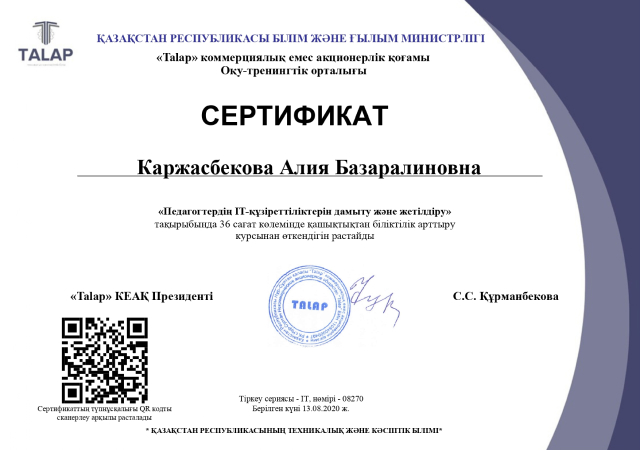 TALAP
ҚАЗАҚСТАН РЕСПУБЛИКАСЫ БІЛІМ ЖӘНЕ ҒЫЛЫМ МИНИСТРЛІГІ
«Talap» коммерциялық емес акционерлік қоғамы
Оқу-тренингтік орталығы
СЕРТИФИКАТ
Каржасбекова Алия Базаралиновна
«Педагогтердің IT-құзіреттіліктерін дамыту және жетілдіру»
тақырыбында 36 сағат көлемінде қашықтықтан біліктілік арттыру
курсынан өткендігін растайды
«Talap» КЕАҚ Президенті
TALAP
С.С. Құрманбекова
Сертификаттың түпнұсқалығы QR кодты
сканерлеу арқылы расталады
Тіркеу сериясы - IT, нөмірі - 08270
Берілген күні 13.08.2020 ж.
* ҚАЗАҚСТАН РЕСПУБЛИКАСЫНЫҢ ТЕХНИКАЛЫҚ ЖӘНЕ КӘСІПТІК БІЛІМІ*